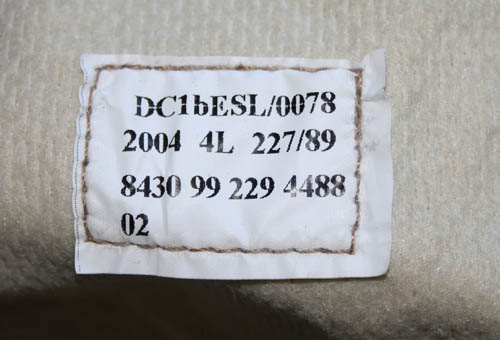 DC1bESL/0078
2004 4L 227/89
8430 99 229 4488
02